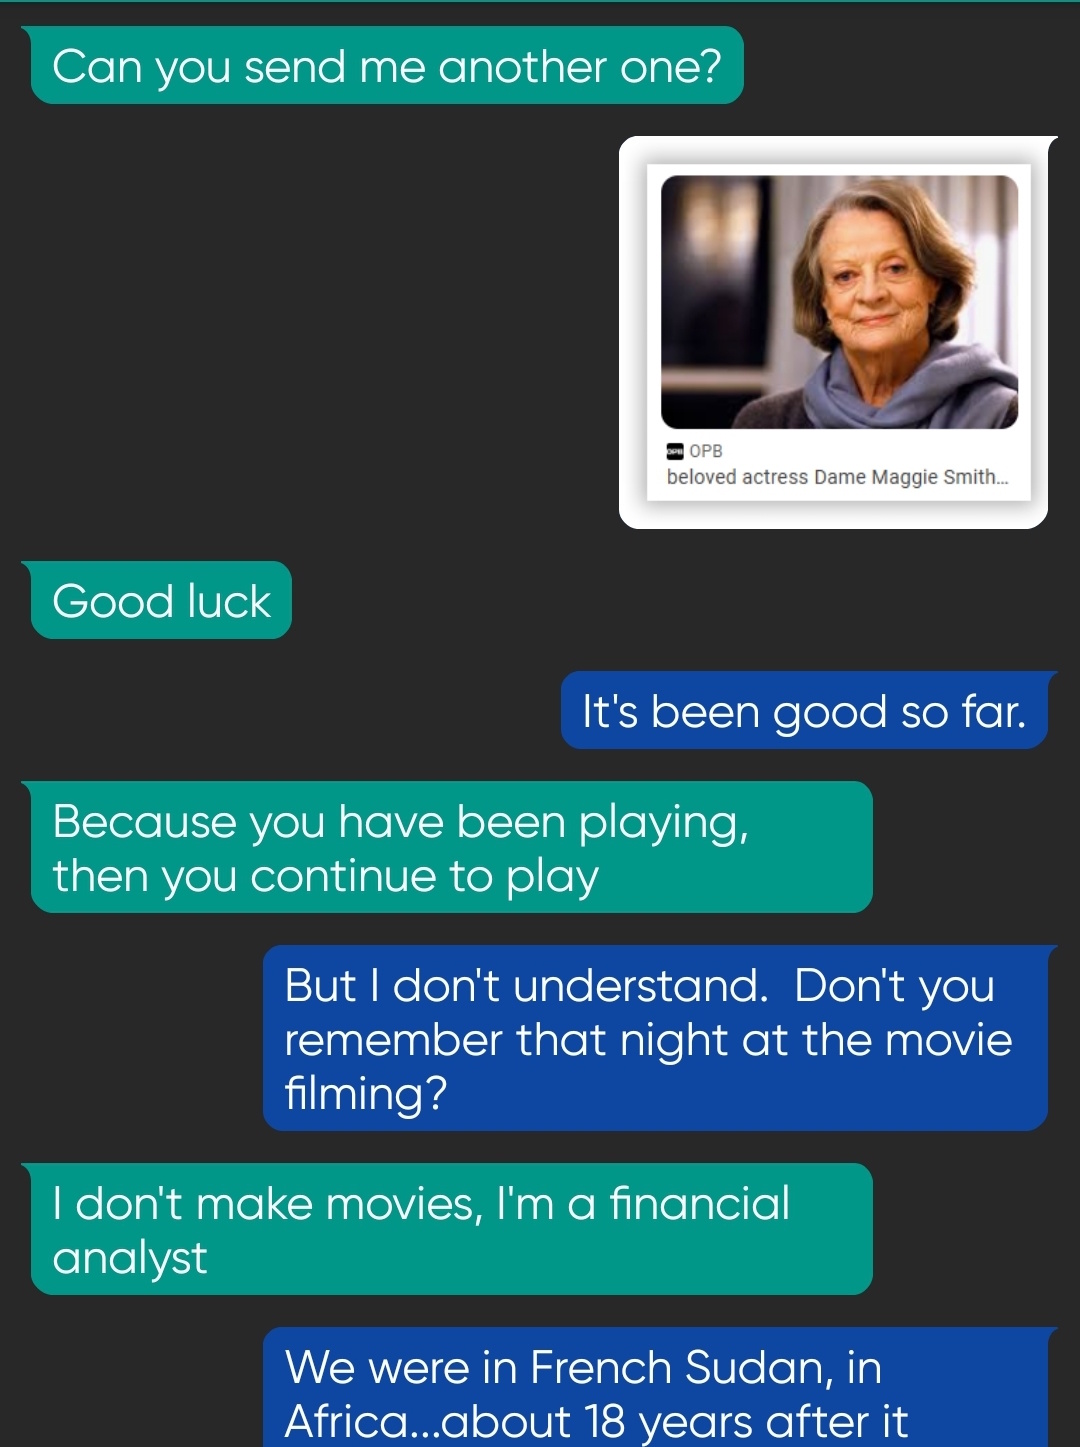 Can you send me another one?
OPB
beloved actress Dame Maggie Smith...
Good luck
It's been good so far.
Because you have been playing,
then you continue to play
But I don't understand.  Don't you
remember that night at the movie
filming?
I don't make movies, I'm a financial
analyst
We were in French Sudan, in
Africa...about 18 years after it